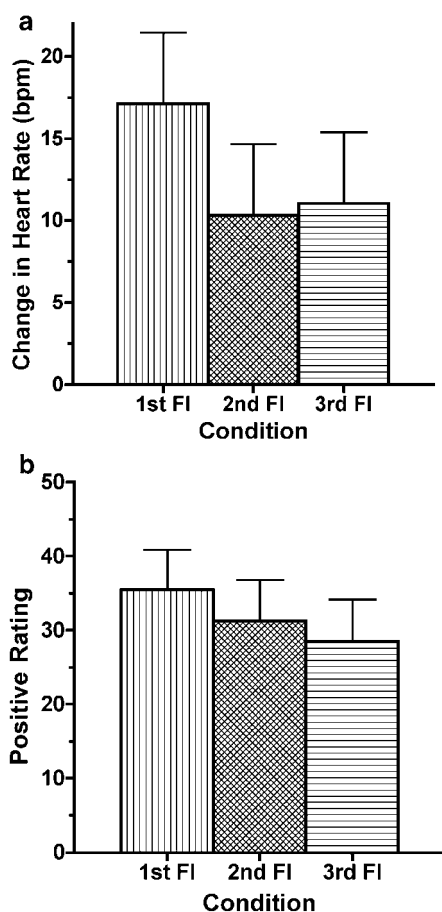 a
Change in Heart Rate (bpm)
20
15
10
5
0
1st FI 2nd FI 3rd FI
Condition
b
Positive Rating
50
40
30
20
10
0
1st FI 2nd FI 3rd FI
Condition